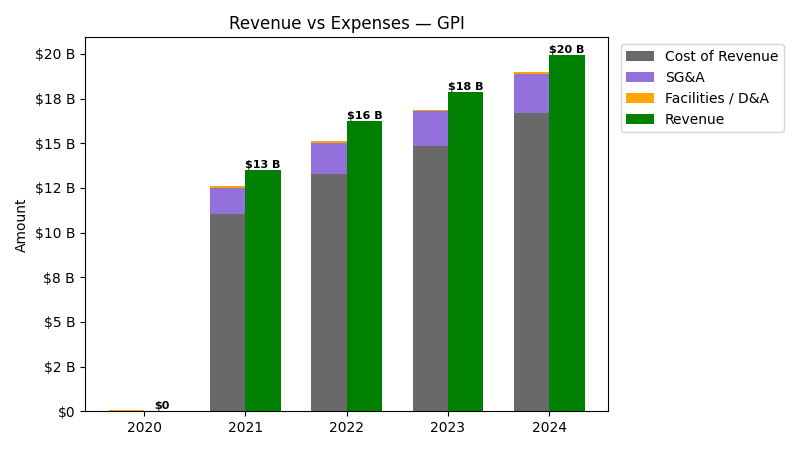 Revenue vs Expenses — GPI
Amount
$20 B
$18 B
$15 B
$12 B
$10 B
$8 B
$5 B
$2 B
$0
$0
$13 B
$16 B
$18 B
$20 B
2020
2021
2022
2023
2024
Cost of Revenue
SG&A
Facilities / D&A
Revenue